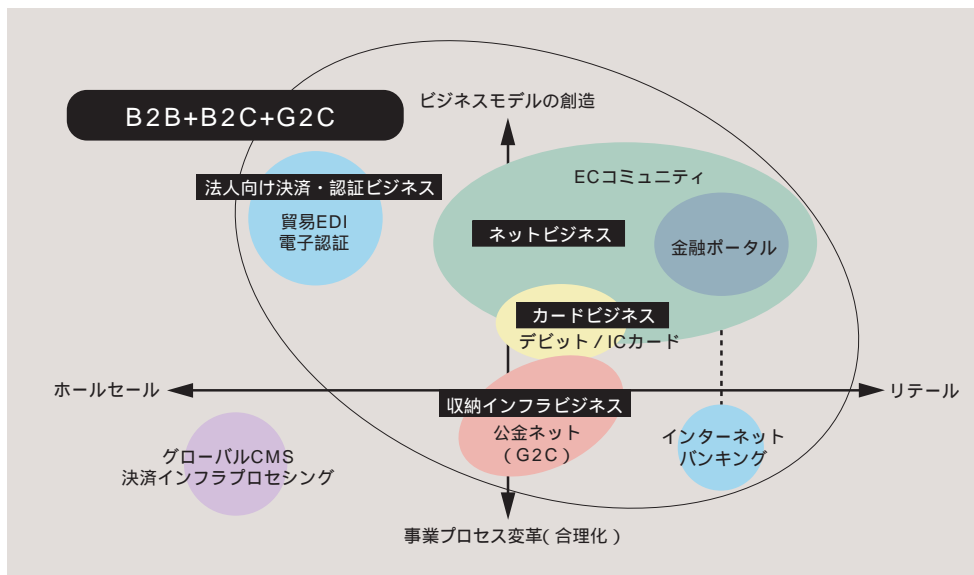 B2B+B2C+G2C
ビジネスモデルの創造
ECコミュニティ
法人向け決済・認証ビジネス
貿易EDI
電子認証
ネットビジネス
金融ポータル
カードビジネス
デビット/ICカード
ホールセール
リテール
収納インフラビジネス
公金ネット
(G2C)
インターネット
バンキング
グローバルCMS
決済インフラプロセシング
事業プロセス変革(合理化)